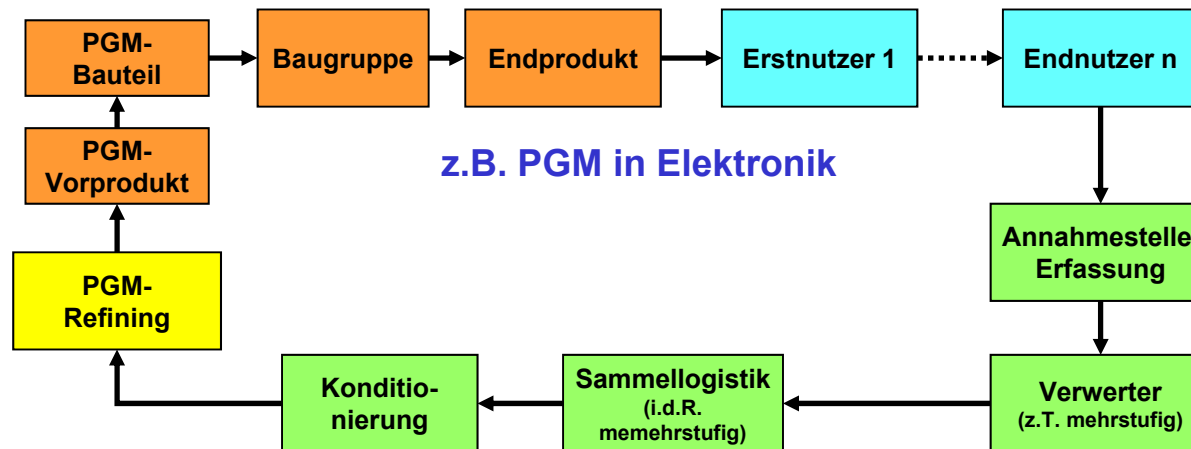 PGM-
Bauteil
Baugruppe
Endprodukt
Erstnutzer 1
Endnutzer n
PGM-
Vorprodukt
z.B. PGM in Elektronik
PGM-
Refining
Annahmestelle
Erfassung
Konditio-
nierung
Sammellogistik
(i.d.R.
memehrstufig)
Verwerter
(z.T. mehrstufig)